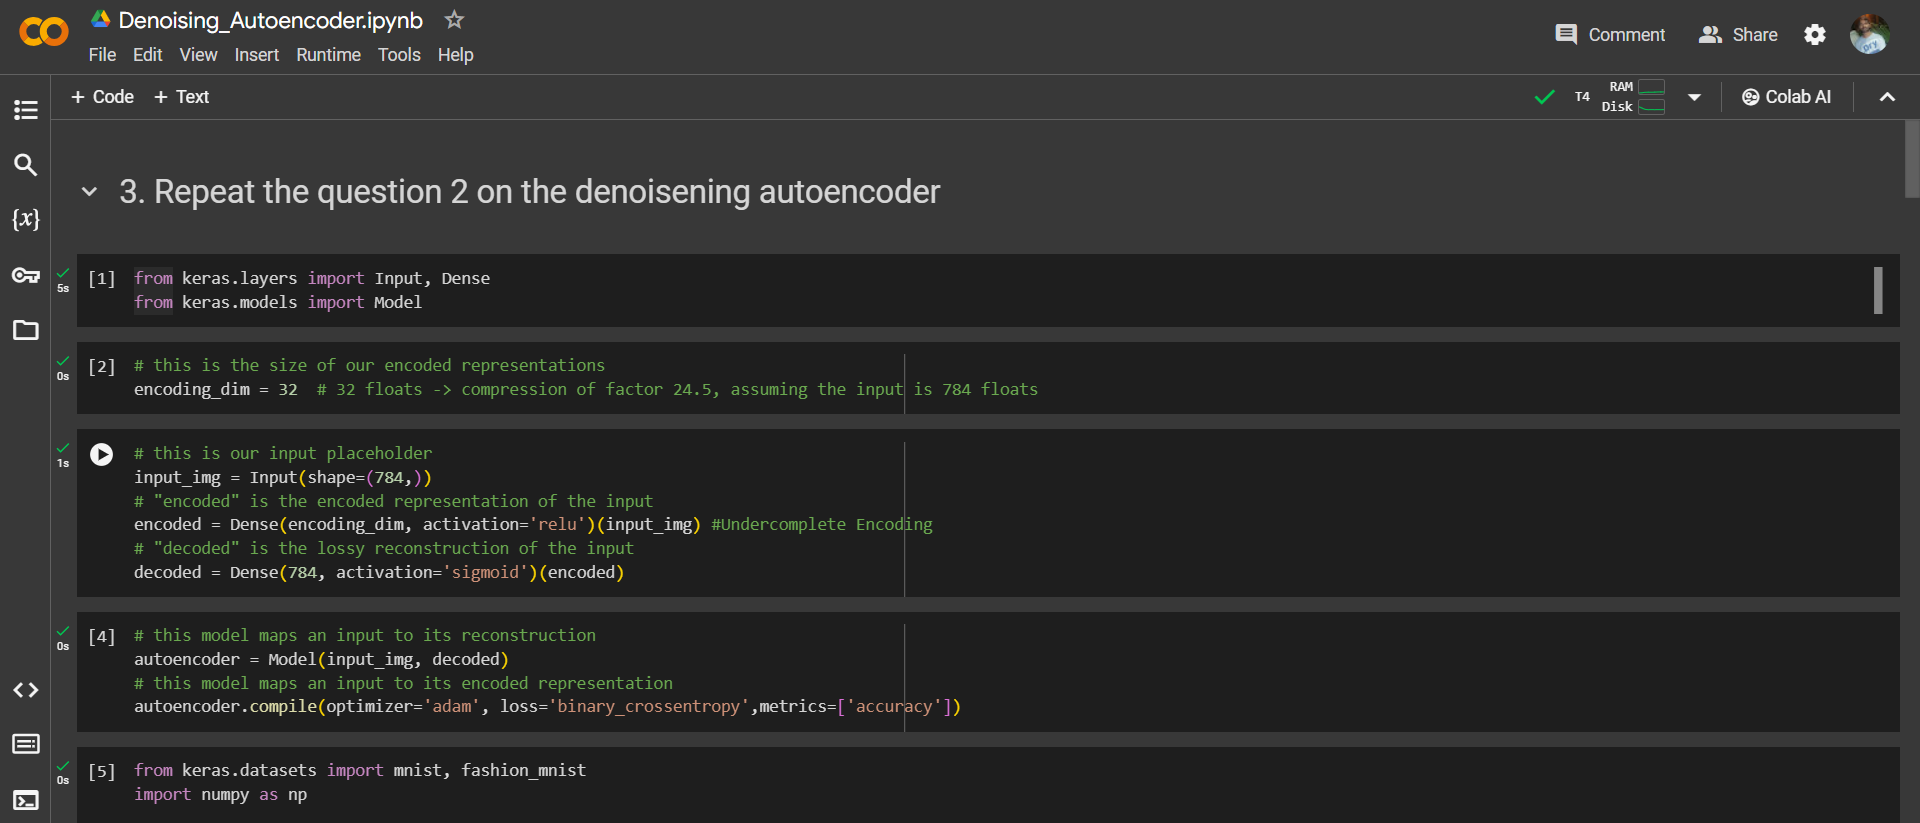 Denoising_Autoencoder.ipynb
File Edit View Insert Runtime Tools Help
Comment
Share
+ Code + Text
T4
RAM
Disk
Colab AI
{x}
3. Repeat the question 2 on the denoisening autoencoder
5s
[1]
from keras.layers import Input, Dense
from keras.models import Model
0s
[2]
# this is the size of our encoded representations
encoding_dim = 32  # 32 floats -> compression of factor 24.5, assuming the input is 784 floats
1s
# this is our input placeholder
input_img = Input(shape=(784,))
# "encoded" is the encoded representation of the input
encoded = Dense(encoding_dim, activation='relu')(input_img) #Undercomplete Encoding
# "decoded" is the lossy reconstruction of the input
decoded = Dense(784, activation='sigmoid')(encoded)
0s
[4]
# this model maps an input to its reconstruction
autoencoder = Model(input_img, decoded)
# this model maps an input to its encoded representation
autoencoder.compile(optimizer='adam', loss='binary_crossentropy',metrics=['accuracy'])
0s
[5]
from keras.datasets import mnist, fashion_mnist
import numpy as np